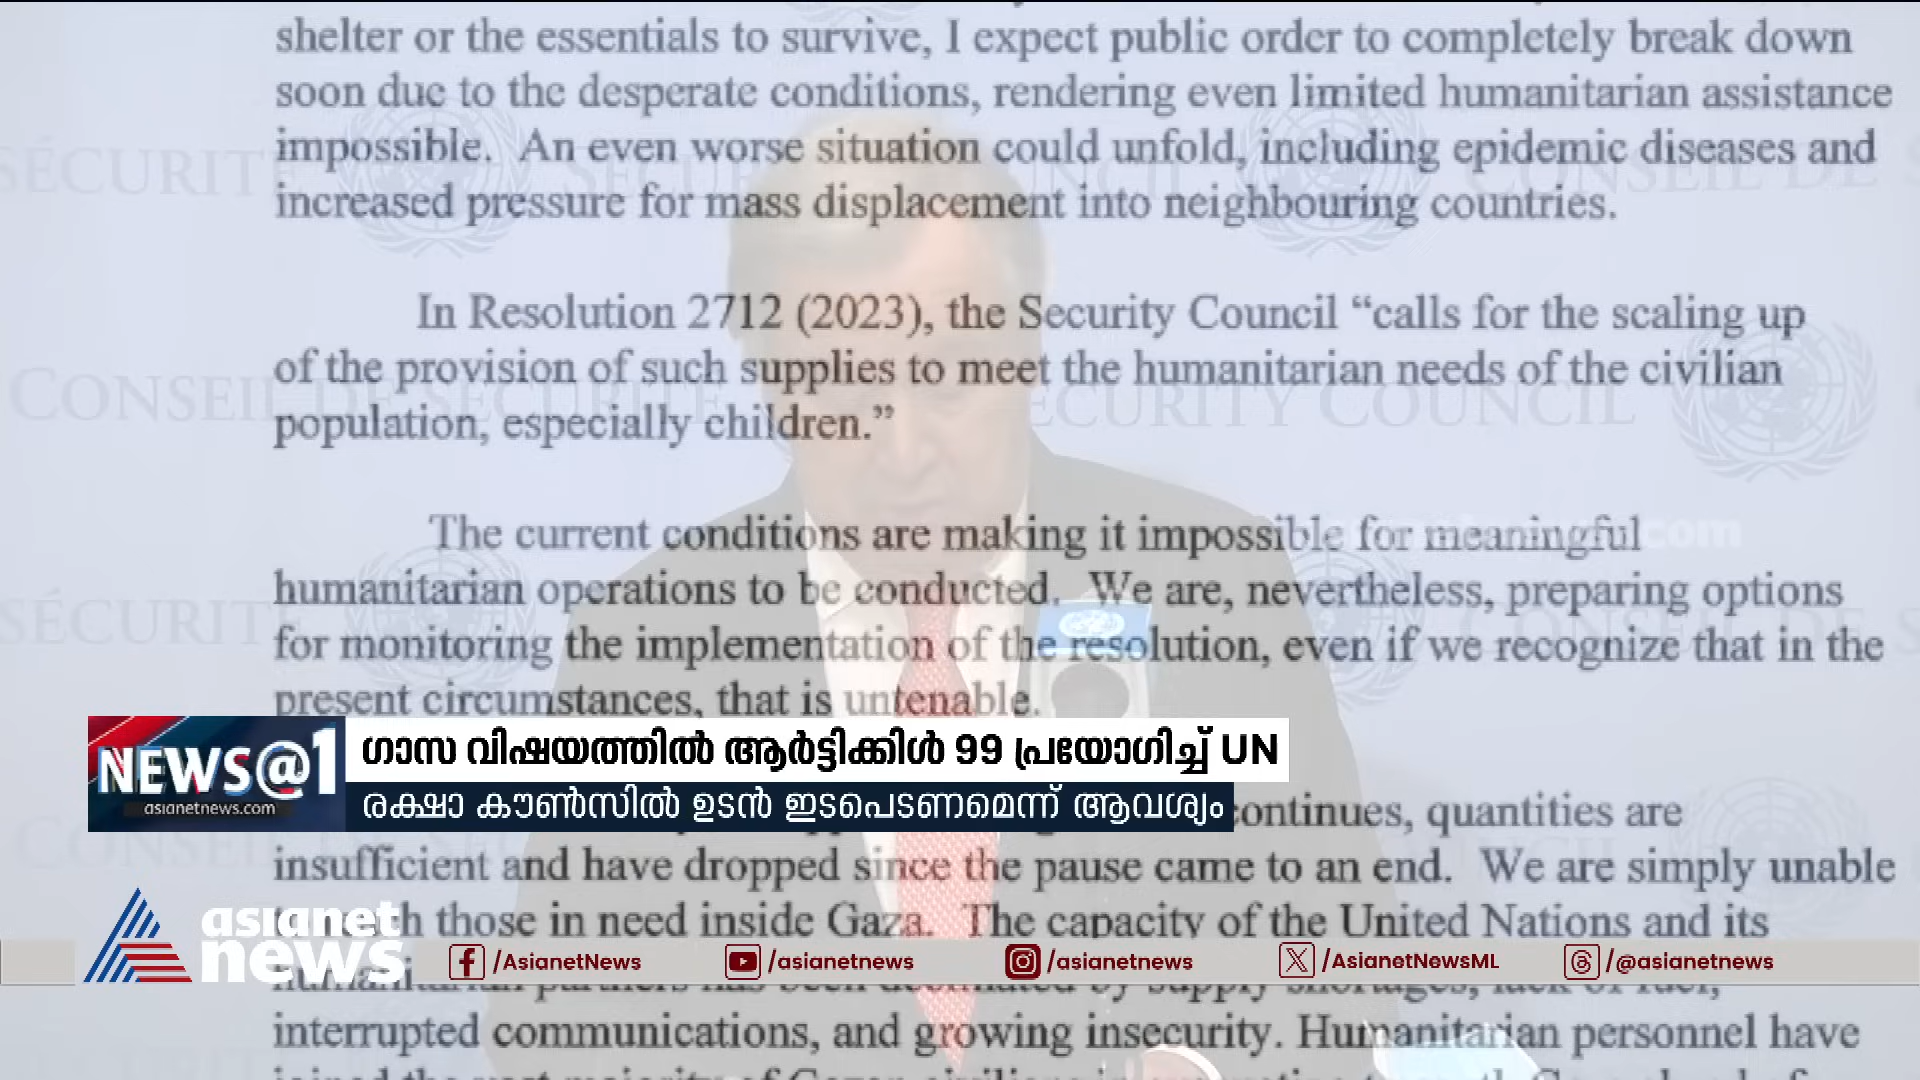 shelter or the essentials to survive, I expect public order to completely break down
soon due to the desperate conditions, rendering even limited humanitarian assistance
impossible. An even worse situation could unfold, including epidemic diseases and
increased pressure for mass displacement into neighbouring countries.
In Resolution 2712 (2023), the Security Council “calls for the scaling up
of the provision of such supplies to meet the humanitarian needs of the civilian
population, especially children.”
The current conditions are making it impossible for meaningful
humanitarian operations to be conducted. We are, nevertheless, preparing options
for monitoring the implementation of the resolution, even if we recognize that in the
present circumstances, that is untenable.
NEWS@1
asianetnews.com
ഗാസ വിഷയത്തിൽ ആർട്ടിക്കിൾ 99 പ്രയോഗിച്ച് UN
രക്ഷാ കൗൺസിൽ ഉടൻ ഇടപെടണമെന്ന് ആവശ്യം
continues, quantities are
insufficient and have dropped since the pause came to an end. We are simply unable
those in need inside Gaza. The capacity of the United Nations and its
asianet
news
/AsianetNews
/asianetnews
/asianetnews
/AsianetNewsML
/@asianetnews
interrupted communications, and growing insecurity. Humanitarian personnel have
SÉCURITÉ
CONSEIL DE SÉCURITÉ
SECURITY COUNCIL
CONSEIL DE
SÉCURITÉ